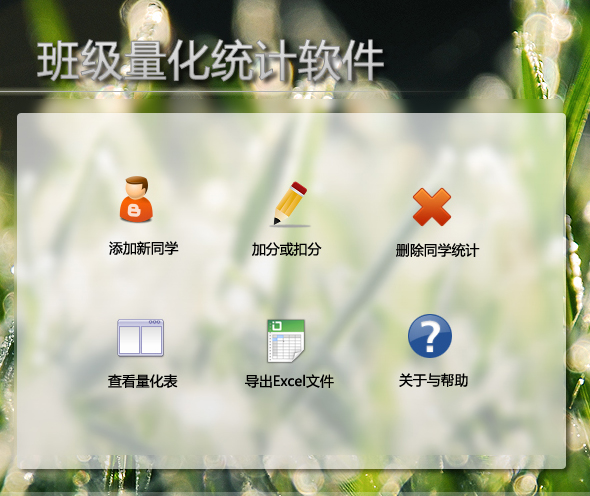 班级量化统计软件
添加新同学
加分或扣分
删除同学统计
查看量化表
导出Excel文件
关于与帮助